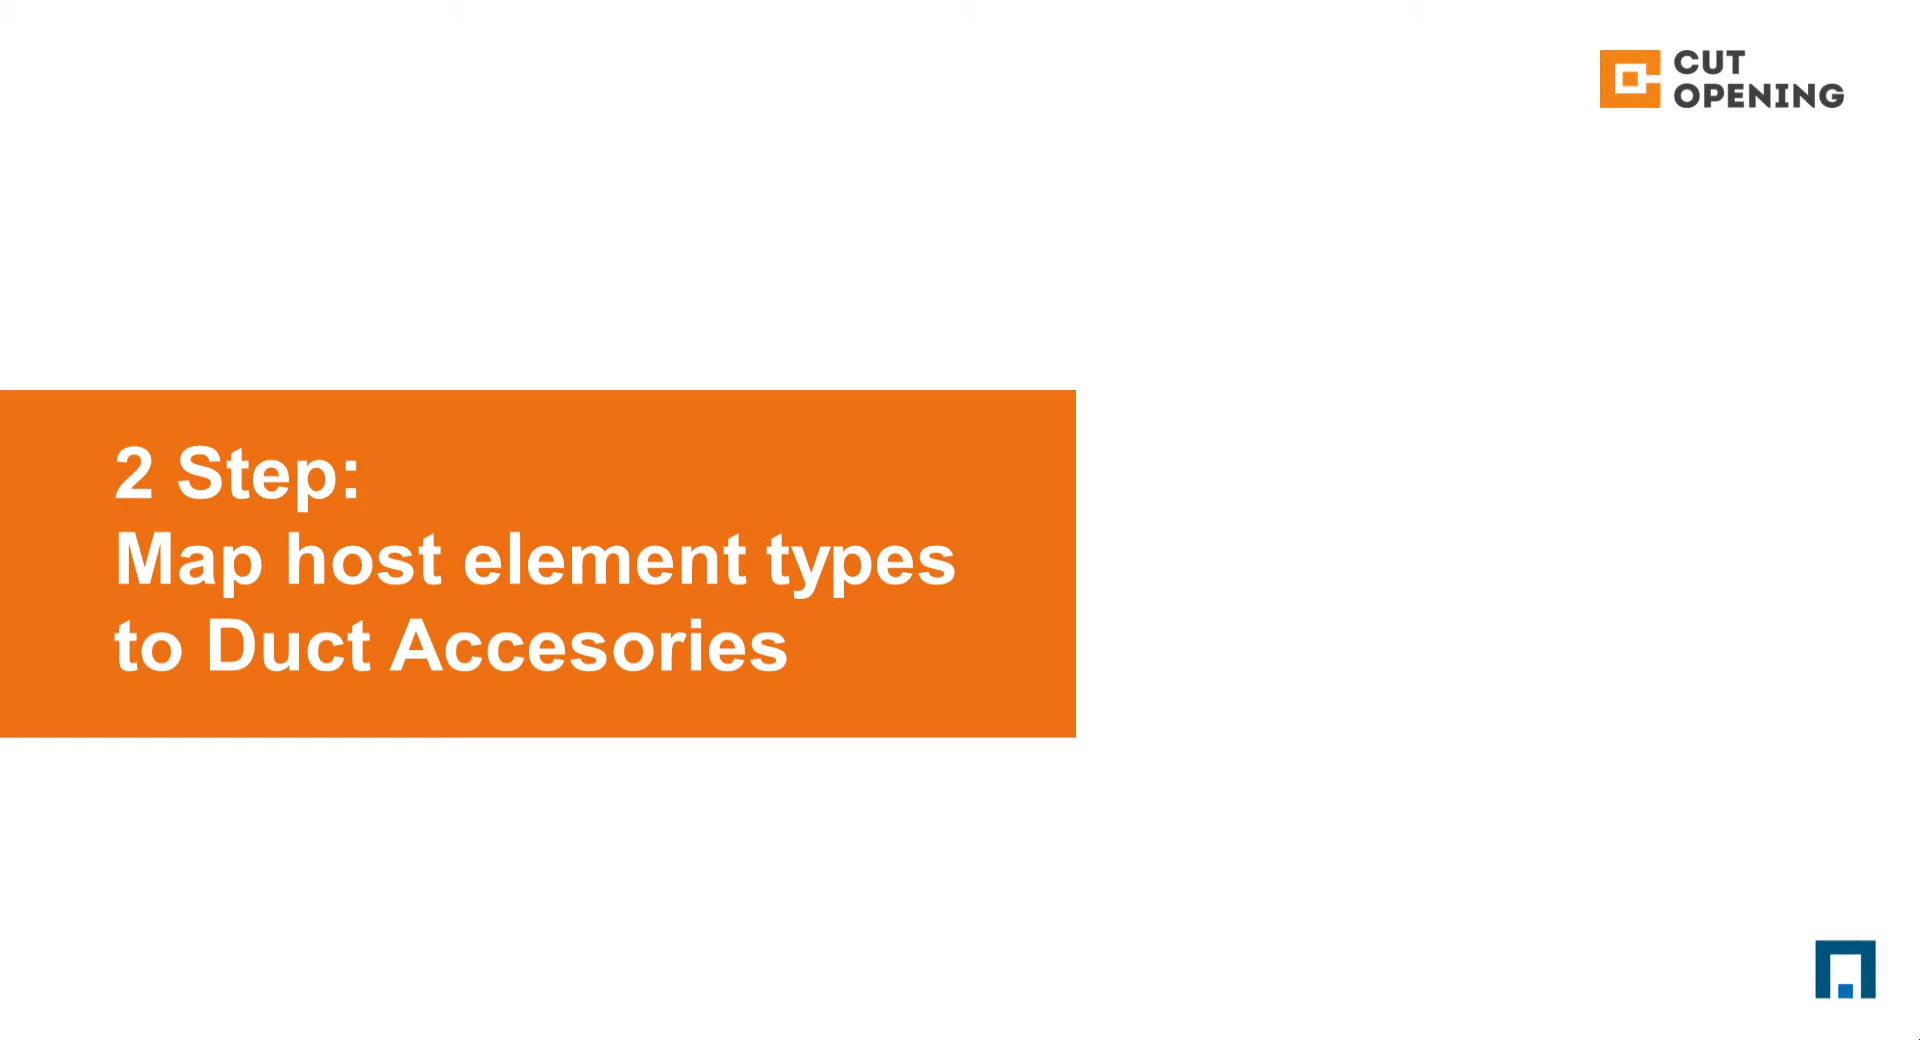 CUT
OPENING
2 Step:
Map host element types
to Duct Accesories